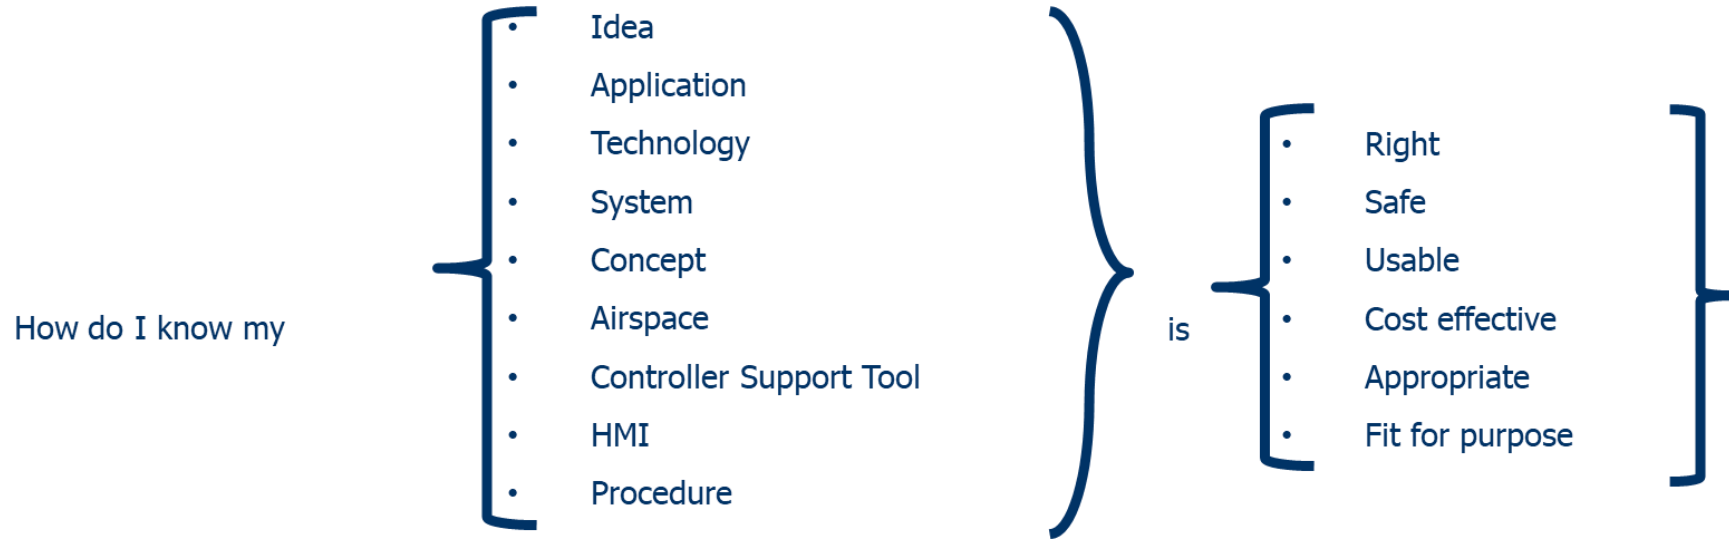 How do I know my
• Idea
• Application
• Technology
• System
• Concept
• Airspace
• Controller Support Tool
• HMI
• Procedure
is
• Right
• Safe
• Usable
• Cost effective
• Appropriate
• Fit for purpose